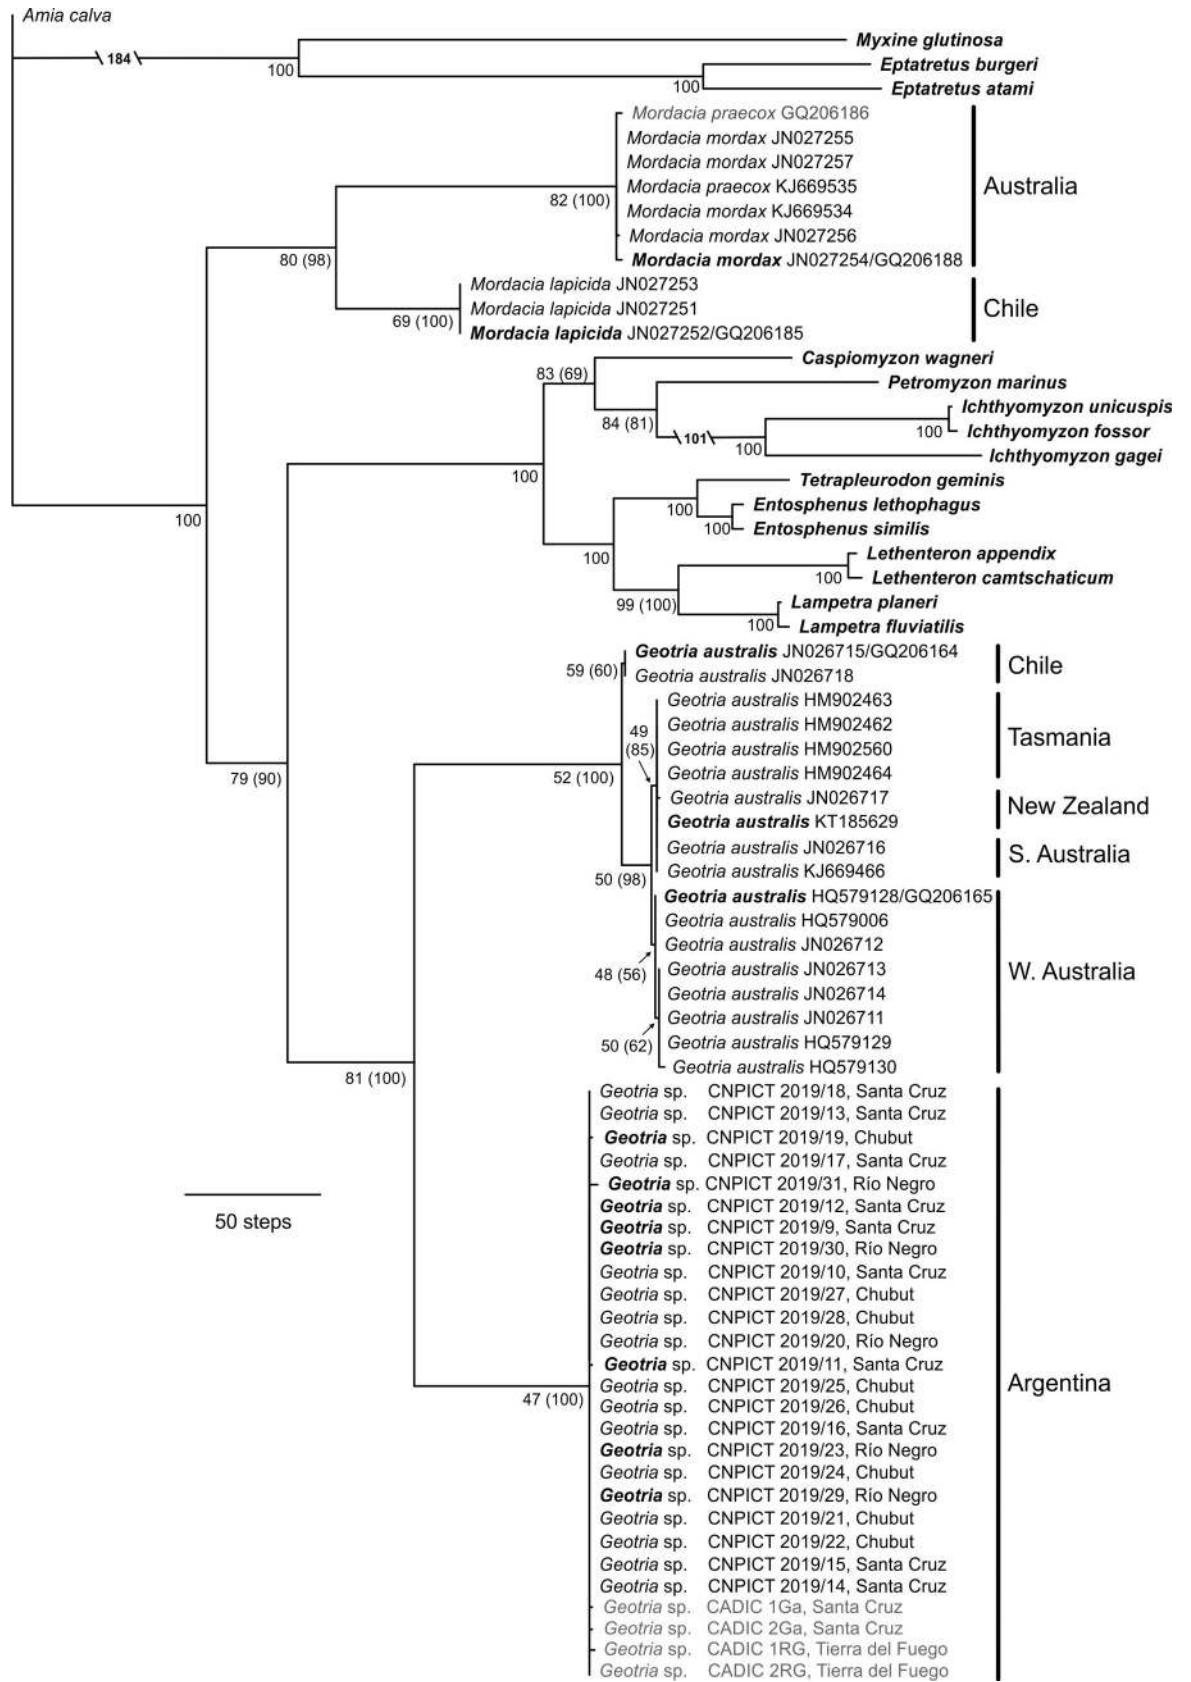 Amia calva
184
100
Myxine glutinosa
Eptatretus burgeri
100
Eptatretus atami
Mordacia praecox GQ206186
Mordacia mordax JN027255
Mordacia mordax JN027257
Mordacia praecox KJ669535
Mordacia mordax KJ669534
Mordacia mordax JN027256
Mordacia mordax JN027254/GQ206188
82 (100)
Australia
80 (98)
Mordacia lapicida JN027253
Mordacia lapicida JN027251
Mordacia lapicida JN027252/GQ206185
69 (100)
Chile
Caspiomyzon wagneri
83 (69)
Petromyzon marinus
84 (81)
101
Ichthyomyzon unicuspis
100
Ichthyomyzon fossor
100
Ichthyomyzon gagei
100
Tetrapleurodon geminis
100
Entosphenus lethophagus
100
Entosphenus similis
100
100
Lethenteron appendix
100
Lethenteron camtschaticum
99 (100)
Lampetra planeri
100
Lampetra fluviatilis
Geotria australis JN026715/GQ206164
59 (60)
Geotria australis JN026718
Chile
Geotria australis HM902463
Geotria australis HM902462
Geotria australis HM902560
Geotria australis HM902464
49
(85)
Tasmania
79 (90)
52 (100)
Geotria australis JN026717
Geotria australis KT185629
New Zealand
Geotria australis JN026716
Geotria australis KJ669466
S. Australia
50 (98)
Geotria australis HQ579128/GQ206165
Geotria australis HQ579006
Geotria australis JN026712
Geotria australis JN026713
Geotria australis JN026714
Geotria australis JN026711
Geotria australis HQ579129
Geotria australis HQ579130
48 (56)
50 (62)
W. Australia
81 (100)
Geotria sp. CNPICT 2019/18, Santa Cruz
Geotria sp. CNPICT 2019/13, Santa Cruz
Geotria sp. CNPICT 2019/19, Chubut
Geotria sp. CNPICT 2019/17, Santa Cruz
Geotria sp. CNPICT 2019/31, Río Negro
Geotria sp. CNPICT 2019/12, Santa Cruz
Geotria sp. CNPICT 2019/9, Santa Cruz
Geotria sp. CNPICT 2019/30, Río Negro
Geotria sp. CNPICT 2019/10, Santa Cruz
Geotria sp. CNPICT 2019/27, Chubut
Geotria sp. CNPICT 2019/28, Chubut
Geotria sp. CNPICT 2019/20, Río Negro
Geotria sp. CNPICT 2019/11, Santa Cruz
Geotria sp. CNPICT 2019/25, Chubut
Geotria sp. CNPICT 2019/26, Chubut
Geotria sp. CNPICT 2019/16, Santa Cruz
Geotria sp. CNPICT 2019/23, Río Negro
Geotria sp. CNPICT 2019/24, Chubut
Geotria sp. CNPICT 2019/29, Río Negro
Geotria sp. CNPICT 2019/21, Chubut
Geotria sp. CNPICT 2019/22, Chubut
Geotria sp. CNPICT 2019/15, Santa Cruz
Geotria sp. CNPICT 2019/14, Santa Cruz
Geotria sp. CADIC 1Ga, Santa Cruz
Geotria sp. CADIC 2Ga, Santa Cruz
Geotria sp. CADIC 1RG, Tierra del Fuego
Geotria sp. CADIC 2RG, Tierra del Fuego
47 (100)
Argentina
50 steps